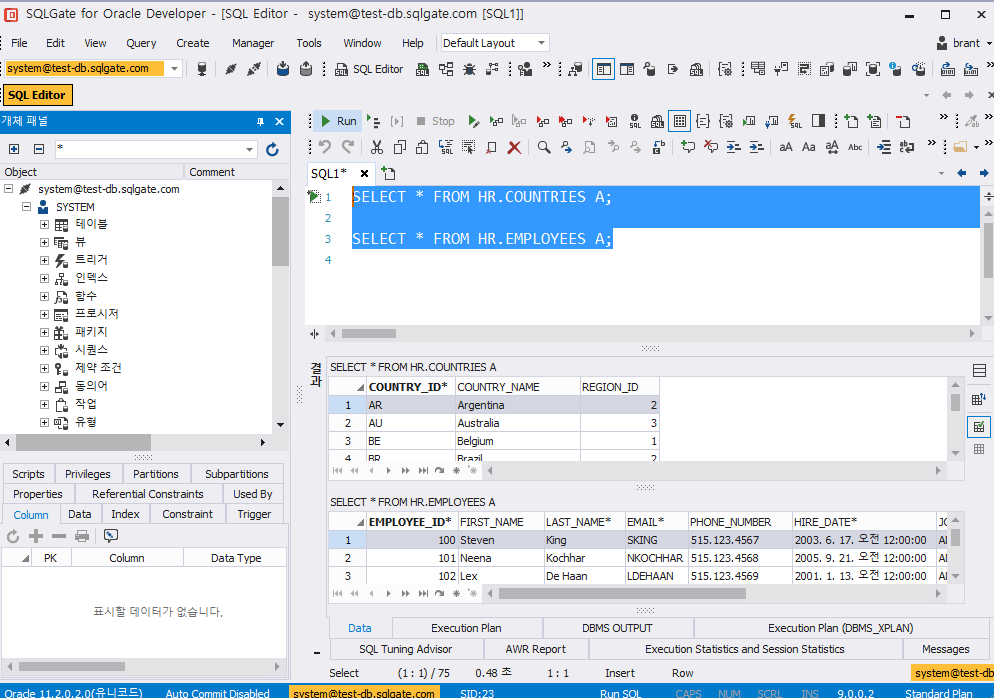 SQLGate for Oracle Developer - [SQL Editor - system@test-db.sqlgate.com [SQL1]]
File Edit View Query Create Manager Tools Window Help Default Layout brant
system@test-db.sqlgate.com SQL Editor
SQL Editor
개체 패널
Run Stop
*
aA Aa aA Abc
Object Comment
SQL1*
system@test-db.sqlgate.com
SYSTEM
테이블
뷰
트리거
인덱스
함수
프로시저
패키지
시퀀스
제약 조건
동의어
작업
유형
1 SELECT * FROM HR.COUNTRIES A;
2
3 SELECT * FROM HR.EMPLOYEES A;
4
결과
SELECT * FROM HR.COUNTRIES A
COUNTRY_ID* COUNTRY_NAME REGION_ID
1 AR Argentina 2
2 AU Australia 3
3 BE Belgium 1
4 BR Brazil 2
SELECT * FROM HR.EMPLOYEES A
EMPLOYEE_ID* FIRST_NAME LAST_NAME* EMAIL* PHONE_NUMBER HIRE_DATE* JO
1 100 Steven King SKING 515.123.4567 2003. 6. 17. 오전 12:00:00 AD
2 101 Neena Kochhar NKOCHHAR 515.123.4568 2005. 9. 21. 오전 12:00:00 AD
3 102 Lex De Haan LDEHAAN 515.123.4569 2001. 1. 13. 오전 12:00:00 AD
Scripts Privileges Partitions Subpartitions
Properties Referential Constraints Used By
Column Data Index Constraint Trigger
PK Column Data Type
표시할 데이터가 없습니다.
Data Execution Plan DBMS OUTPUT Execution Plan (DBMS_XPLAN)
SQL Tuning Advisor AWR Report Execution Statistics and Session Statistics Messages
Select (1 : 1) / 75 0.48 초 1 : 1 Insert Row system@test-db
Oracle 11.2.0.2.0(유니코드) Auto Commit Disabled system@test-db.sqlgate.com SID:23 Run SQL CAPS NUM SCRL INS 9.0.0.2 Standard Plan